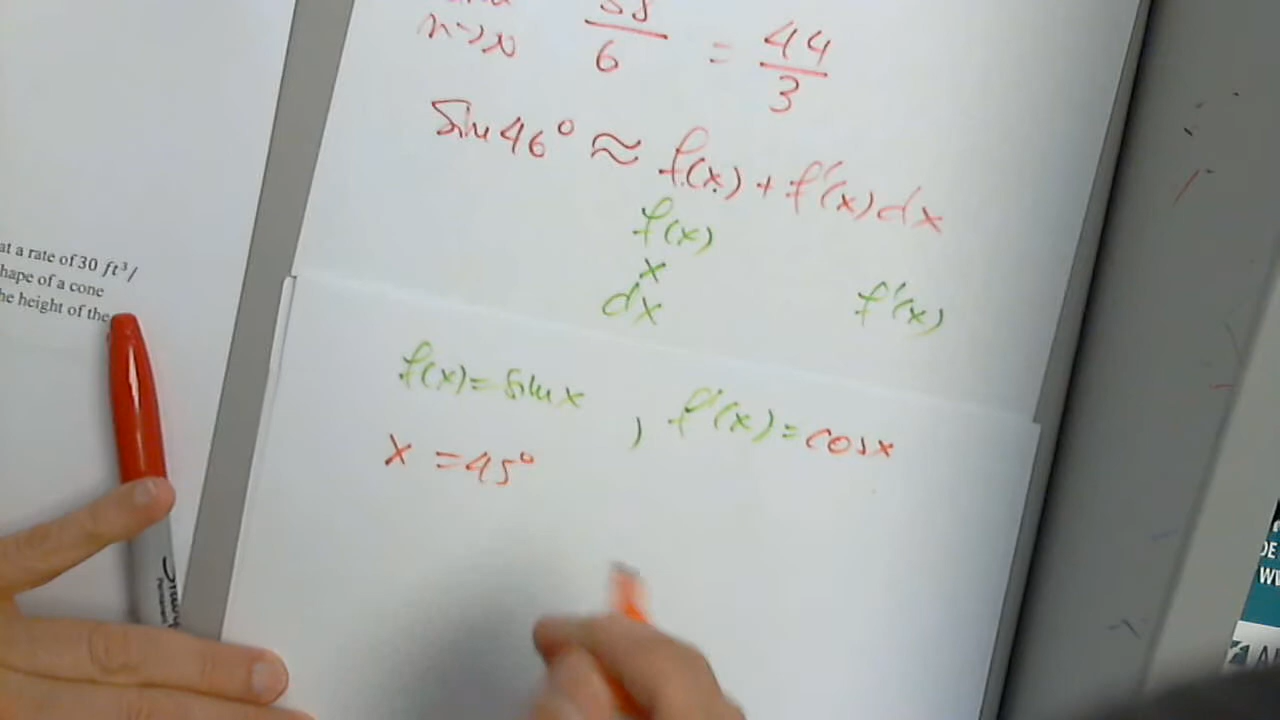 6 = 44/3
sin 46° ≈ f(x) + f'(x)dx
f(x)
x
dx
f'(x)
f(x) = sin x , f'(x) = cos x
x = 45°
at a rate of 30 ft³/
hape of a cone
he height of the